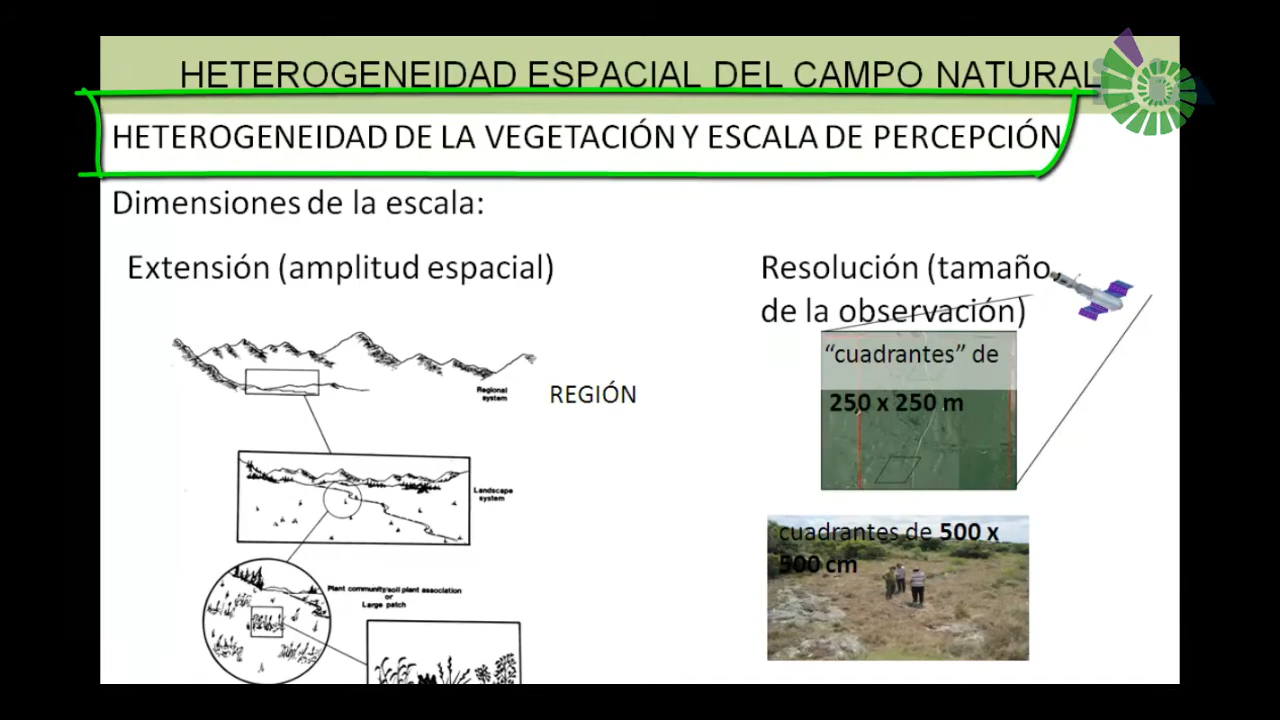 HETEROGENEIDAD ESPACIAL DEL CAMPO NATURAL
HETEROGENEIDAD DE LA VEGETACIÓN Y ESCALA DE PERCEPCIÓN
Dimensiones de la escala:
Extensión (amplitud espacial)
Resolución (tamaño
de la observación)
“cuadrantes” de
250 x 250 m
Regional
system
REGIÓN
Landscape
system
cuadrantes de 500 x
500 cm
Plant community/soil plant association
or
Large patch